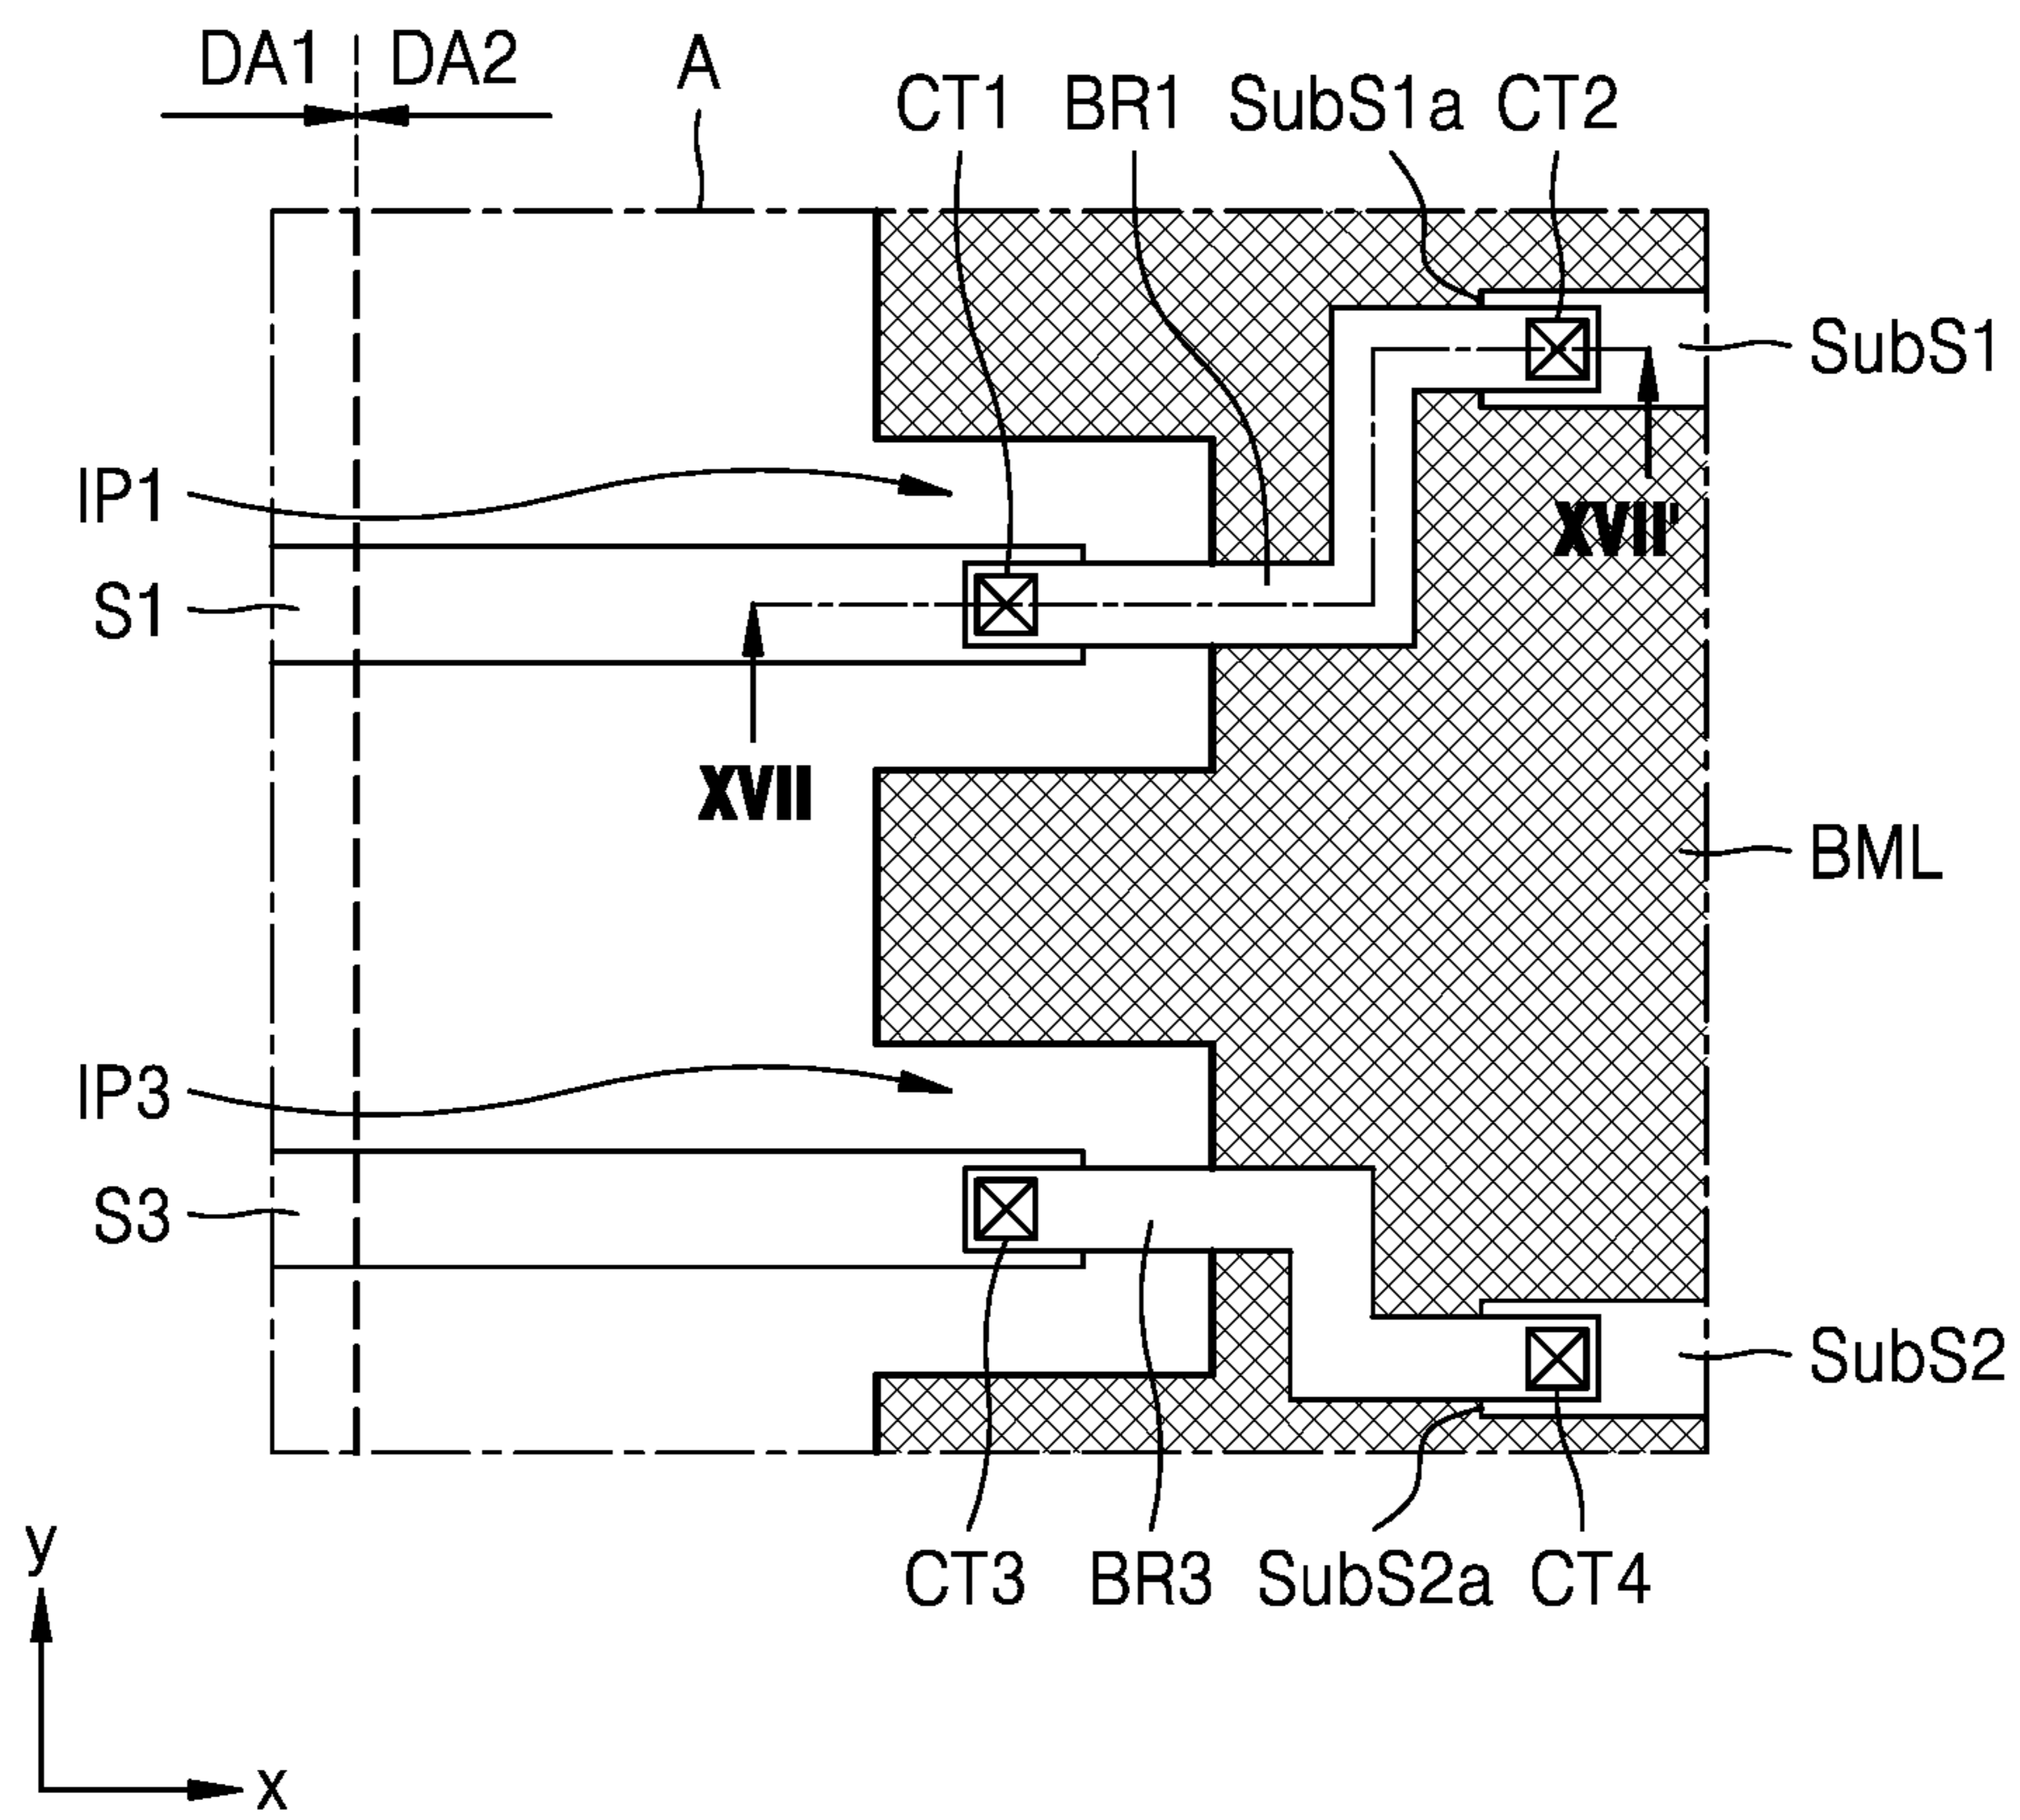 DA1 DA2 A
CT1 BR1 SubS1a CT2
SubS1
IP1
XVII'
S1
XVII
BML
IP3
S3
SubS2
CT3 BR3 SubS2a CT4
y
x